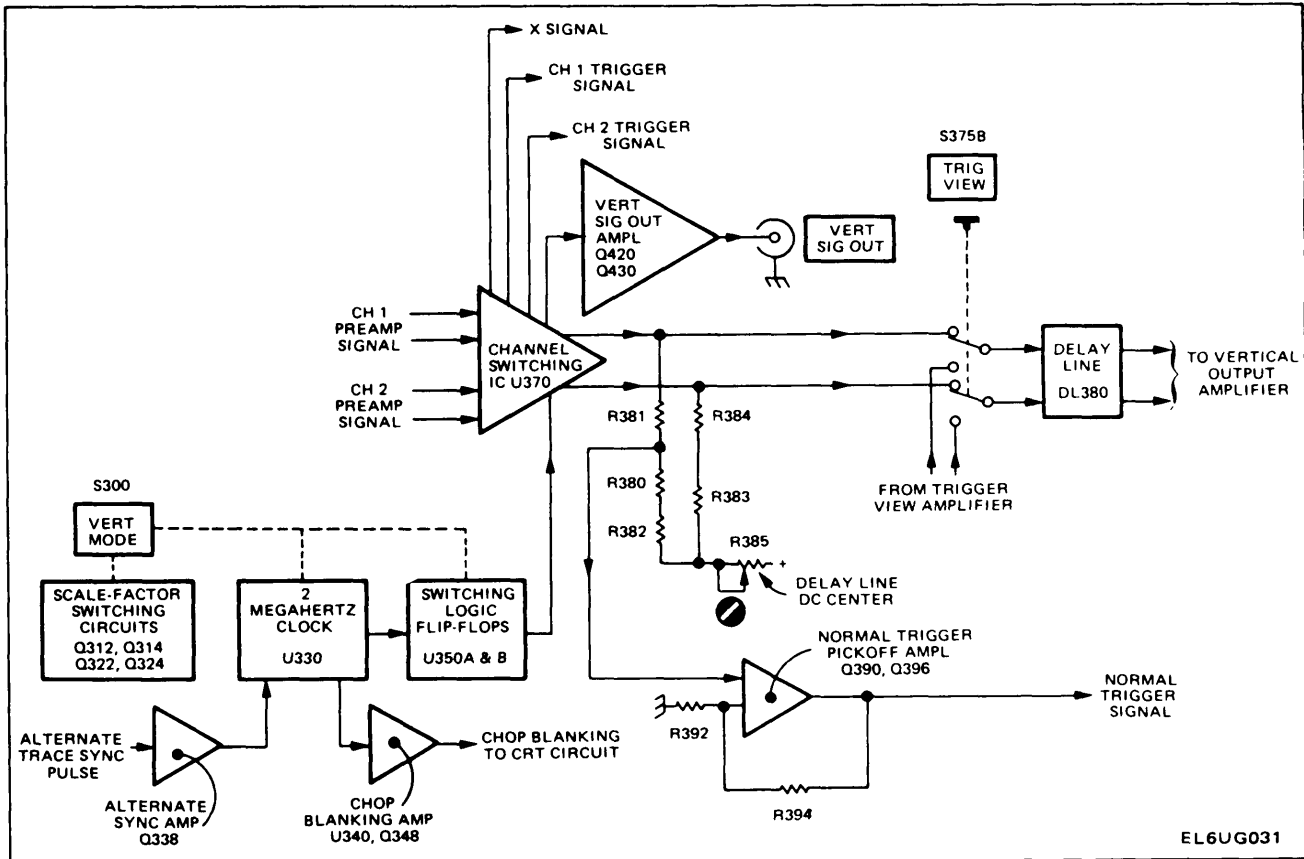 X SIGNAL
CH 1 TRIGGER
SIGNAL
CH 2 TRIGGER
SIGNAL
S375B
TRIG
VIEW
VERT
SIG OUT
AMPL
Q420
Q430
VERT
SIG OUT
CH 1
PREAMP
SIGNAL
CHANNEL
SWITCHING
IC U370
CH 2
PREAMP
SIGNAL
DELAY
LINE
DL380
TO VERTICAL
OUTPUT
AMPLIFIER
R381
R384
R380
R383
R382
R385
+
DELAY LINE
DC CENTER
FROM TRIGGER
VIEW AMPLIFIER
S300
VERT
MODE
SCALE-FACTOR
SWITCHING
CIRCUITS
Q312, Q314
Q322, Q324
2
MEGAHERTZ
CLOCK
U330
SWITCHING
LOGIC
FLIP-FLOPS
U350A & B
NORMAL TRIGGER
PICKOFF AMPL
Q390, Q396
NORMAL
TRIGGER
SIGNAL
R392
R394
ALTERNATE
TRACE SYNC
PULSE
ALTERNATE
SYNC AMP
Q338
CHOP BLANKING
TO CRT CIRCUIT
CHOP
BLANKING AMP
U340, Q348
EL6UG031